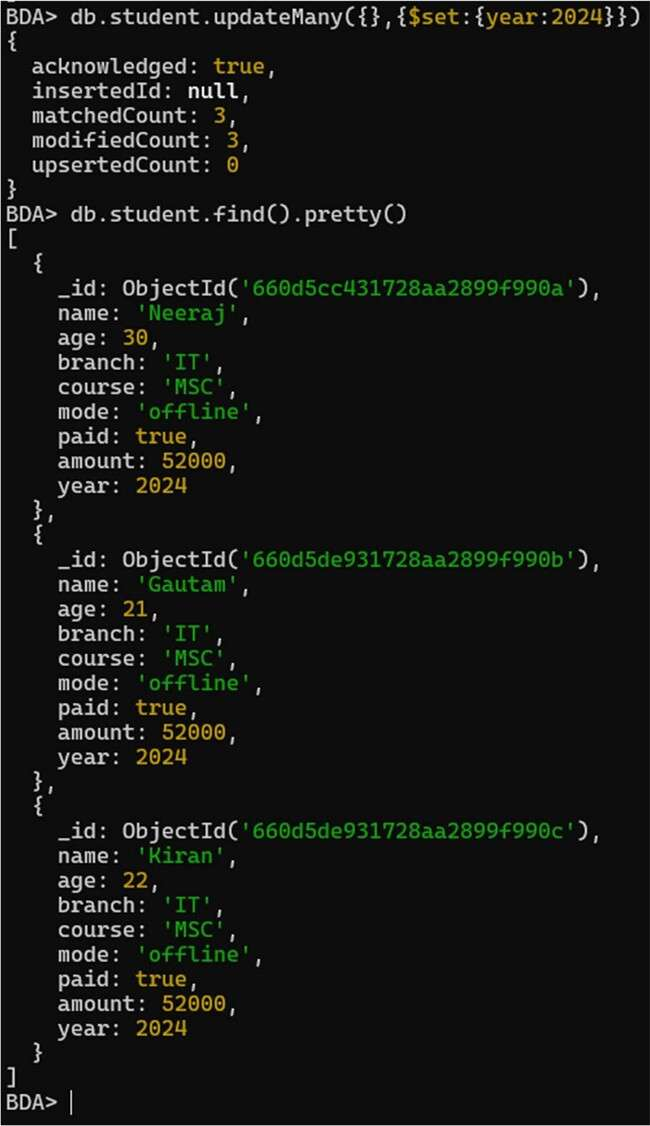 BDA> db.student.updateMany({},{$set:{year:2024}})
{
  acknowledged: true,
  insertedId: null,
  matchedCount: 3,
  modifiedCount: 3,
  upsertedCount: 0
}
BDA> db.student.find().pretty()
[
  {
    _id: ObjectId('660d5cc431728aa2899f990a'),
    name: 'Neeraj',
    age: 30,
    branch: 'IT',
    course: 'MSC',
    mode: 'offline',
    paid: true,
    amount: 52000,
    year: 2024
  },
  {
    _id: ObjectId('660d5de931728aa2899f990b'),
    name: 'Gautam',
    age: 21,
    branch: 'IT',
    course: 'MSC',
    mode: 'offline',
    paid: true,
    amount: 52000,
    year: 2024
  },
  {
    _id: ObjectId('660d5de931728aa2899f990c'),
    name: 'Kiran',
    age: 22,
    branch: 'IT',
    course: 'MSC',
    mode: 'offline',
    paid: true,
    amount: 52000,
    year: 2024
  }
]
BDA>